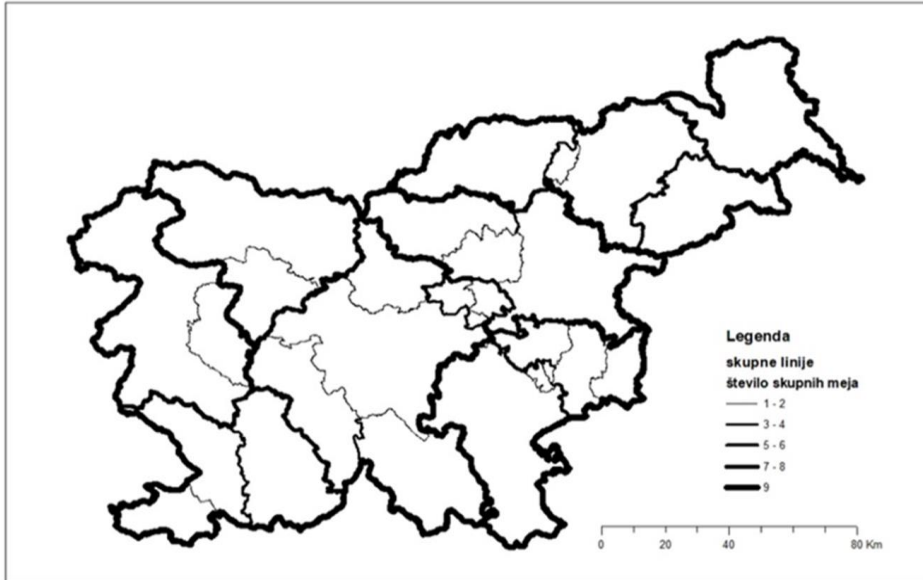 Legenda
skupne linije
število skupnih meja
1 - 2
3 - 4
5 - 6
7 - 8
9
0 20 40 80 Km